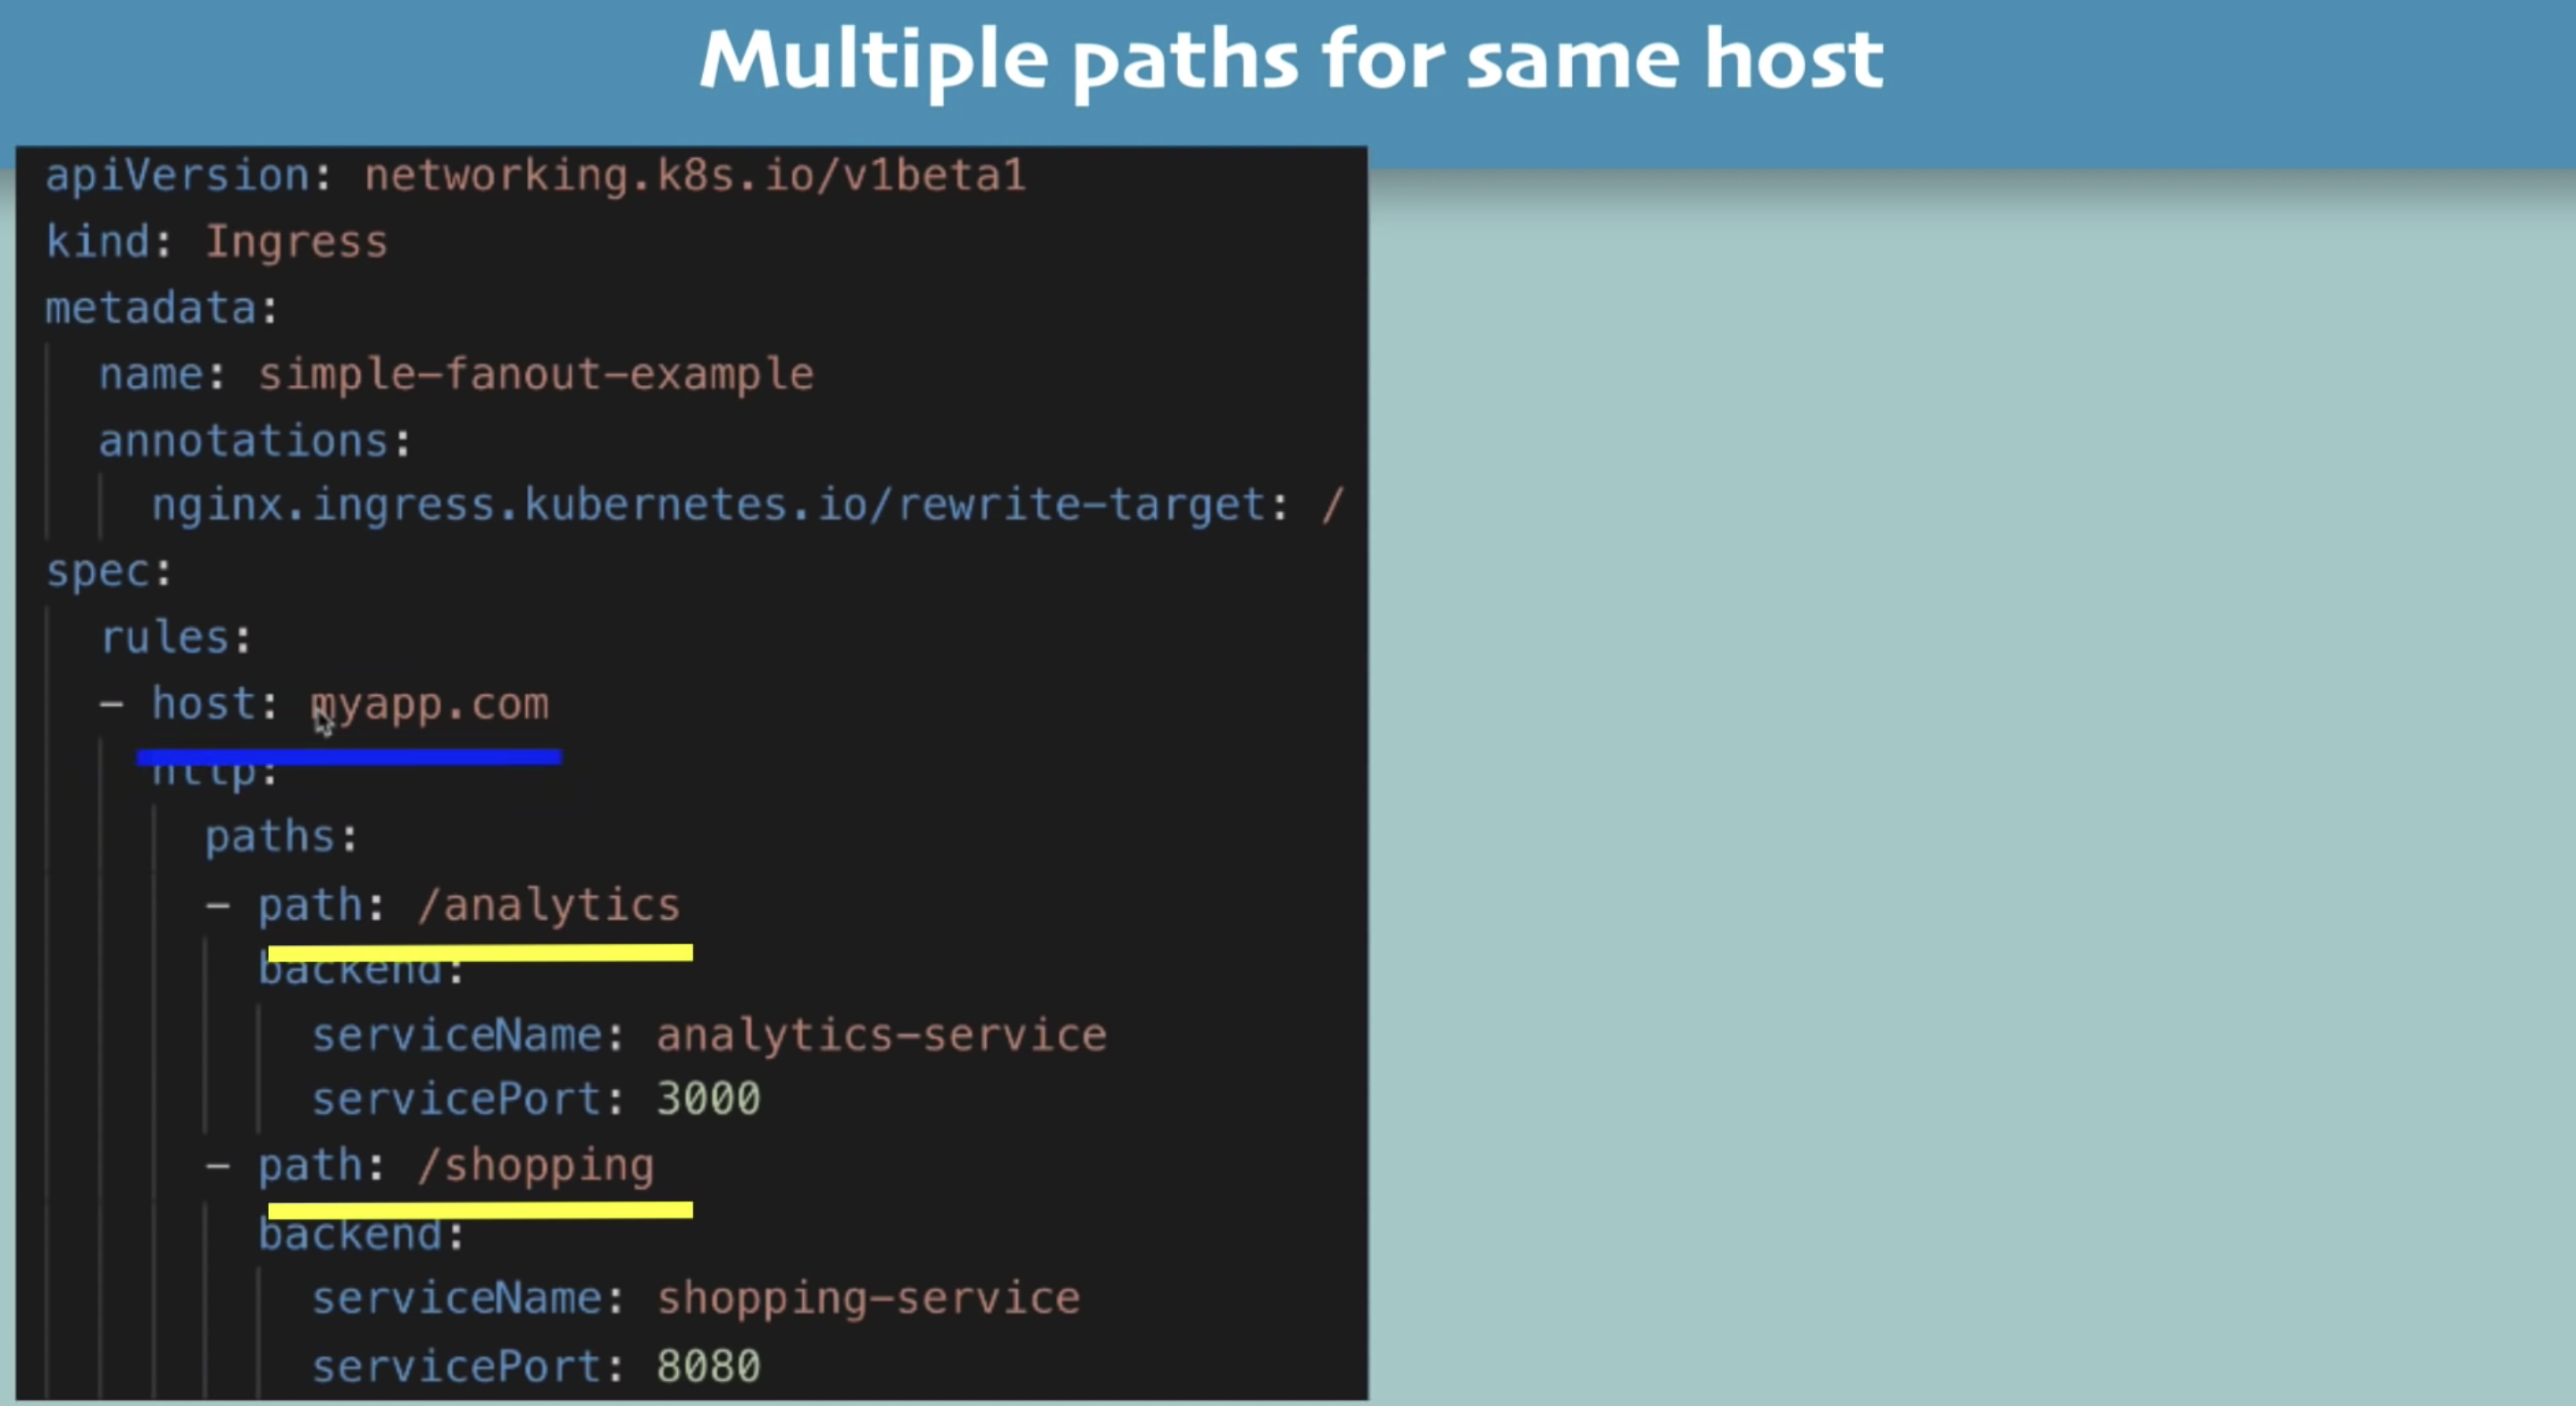 Multiple paths for same host
apiVersion: networking.k8s.io/v1beta1
kind: Ingress
metadata:
  name: simple-fanout-example
  annotations:
    nginx.ingress.kubernetes.io/rewrite-target: /
spec:
  rules:
  - host: myapp.com
    http:
      paths:
      - path: /analytics
        backend:
          serviceName: analytics-service
          servicePort: 3000
      - path: /shopping
        backend:
          serviceName: shopping-service
          servicePort: 8080